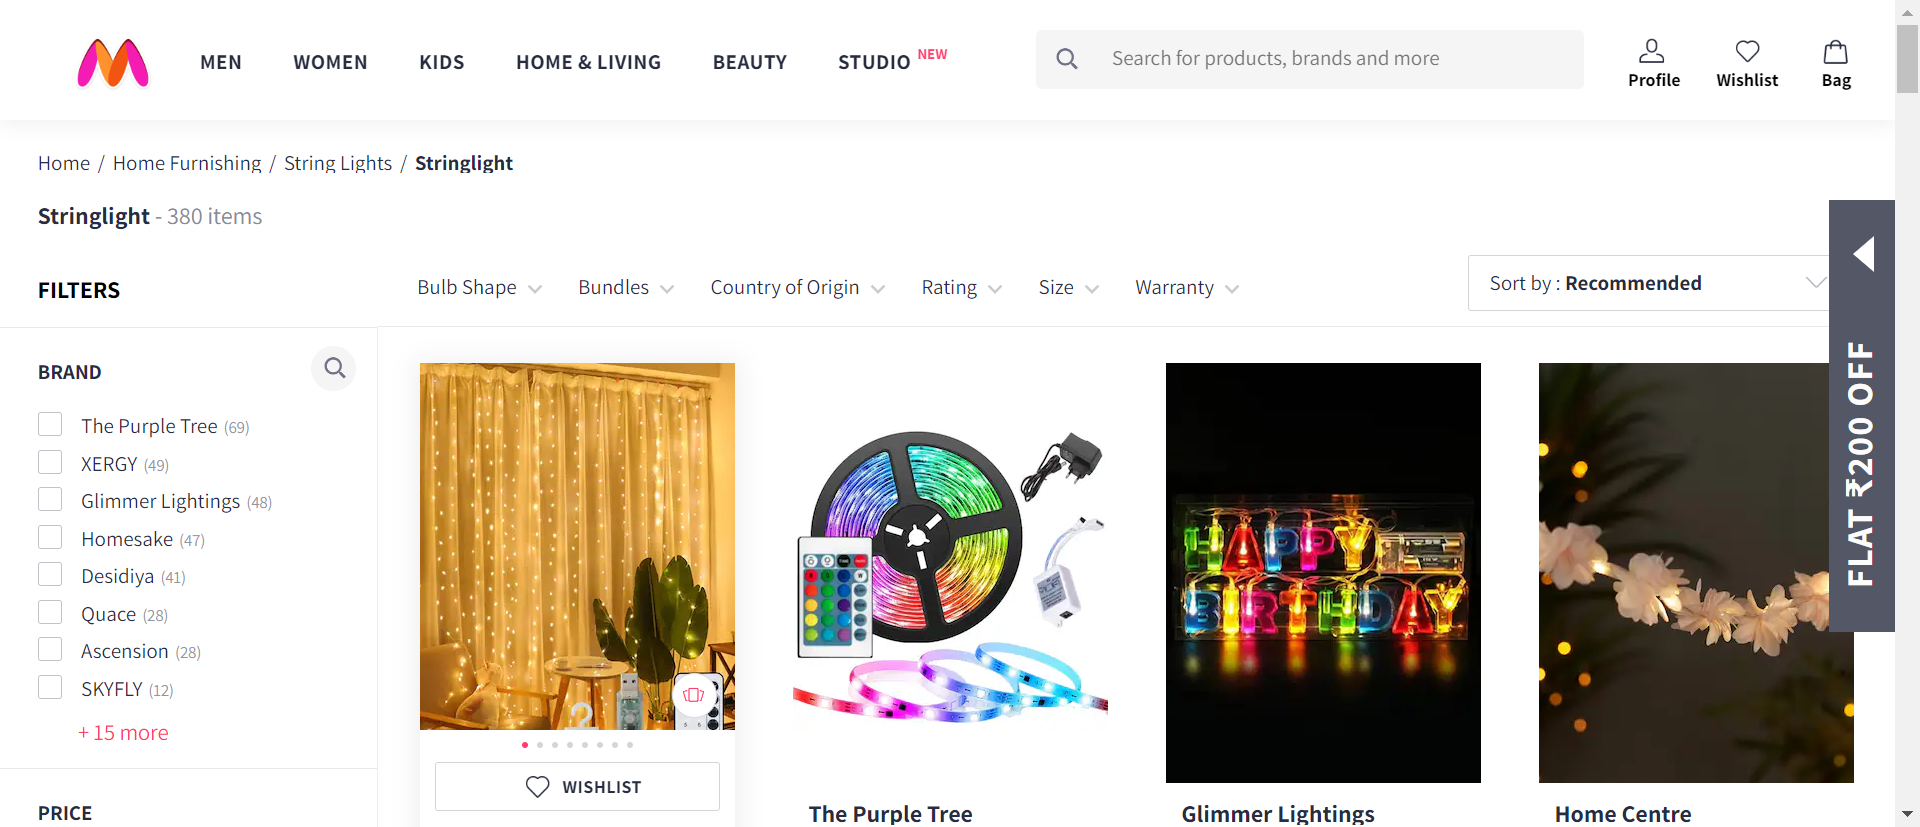 MEN WOMEN KIDS HOME & LIVING BEAUTY STUDIO NEW
Search for products, brands and more
Profile Wishlist Bag
Home / Home Furnishing / String Lights / Stringlight
Stringlight - 380 items
FILTERS
Bulb Shape Bundles Country of Origin Rating Size Warranty
Sort by : Recommended
FLAT ₹200 OFF
BRAND
The Purple Tree (69)
XERGY (49)
Glimmer Lightings (48)
Homesake (47)
Desidiya (41)
Quace (28)
Ascension (28)
SKYFLY (12)
+ 15 more
PRICE
WISHLIST
The Purple Tree
HAPPY
BIRTHDAY
Glimmer Lightings
Home Centre